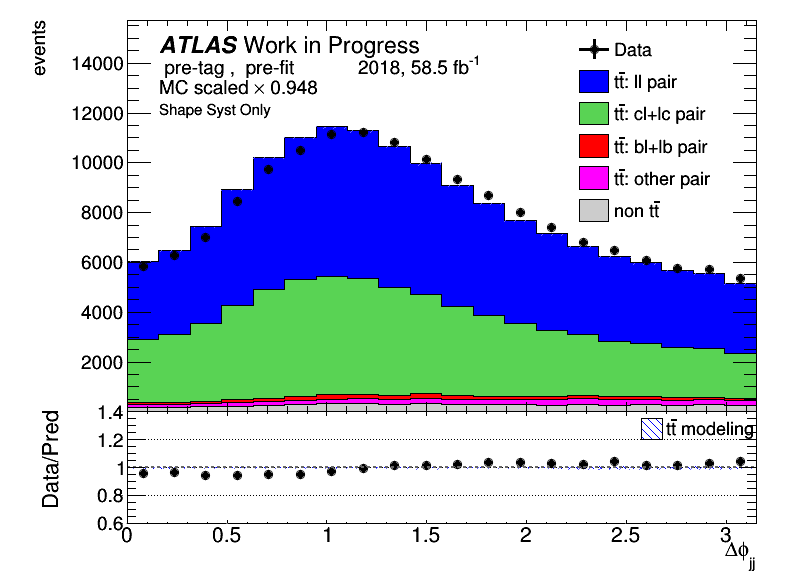 events
14000
12000
10000
8000
6000
4000
2000
ATLAS Work in Progress
pre-tag , pre-fit 2018, 58.5 fb⁻¹
MC scaled × 0.948
Shape Syst Only
Data
tt̄: ll pair
tt̄: cl+lc pair
tt̄: bl+lb pair
tt̄: other pair
non tt̄
Data/Pred
1.4
1.2
1
0.8
0.6
tt̄ modeling
0 0.5 1 1.5 2 2.5 3
Δϕjj